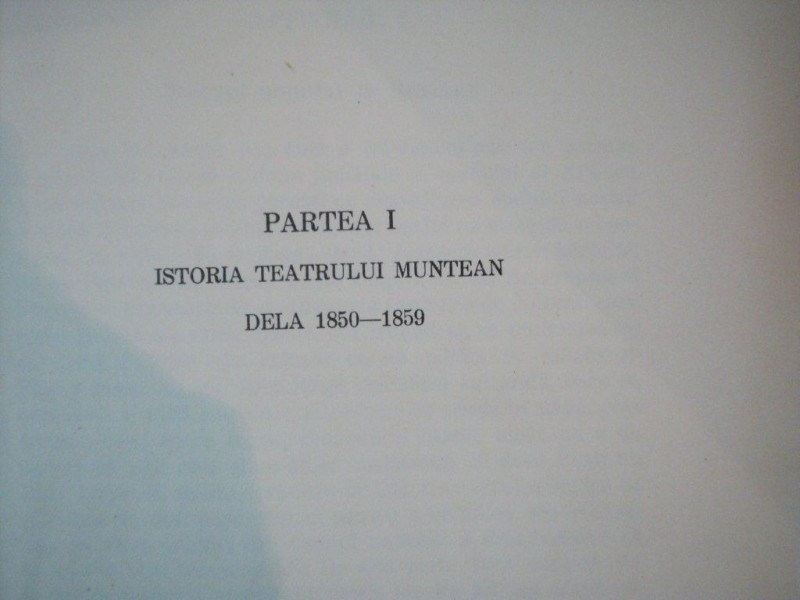 PARTEA I
ISTORIA TEATRULUI MUNTEAN
DELA 1850—1859